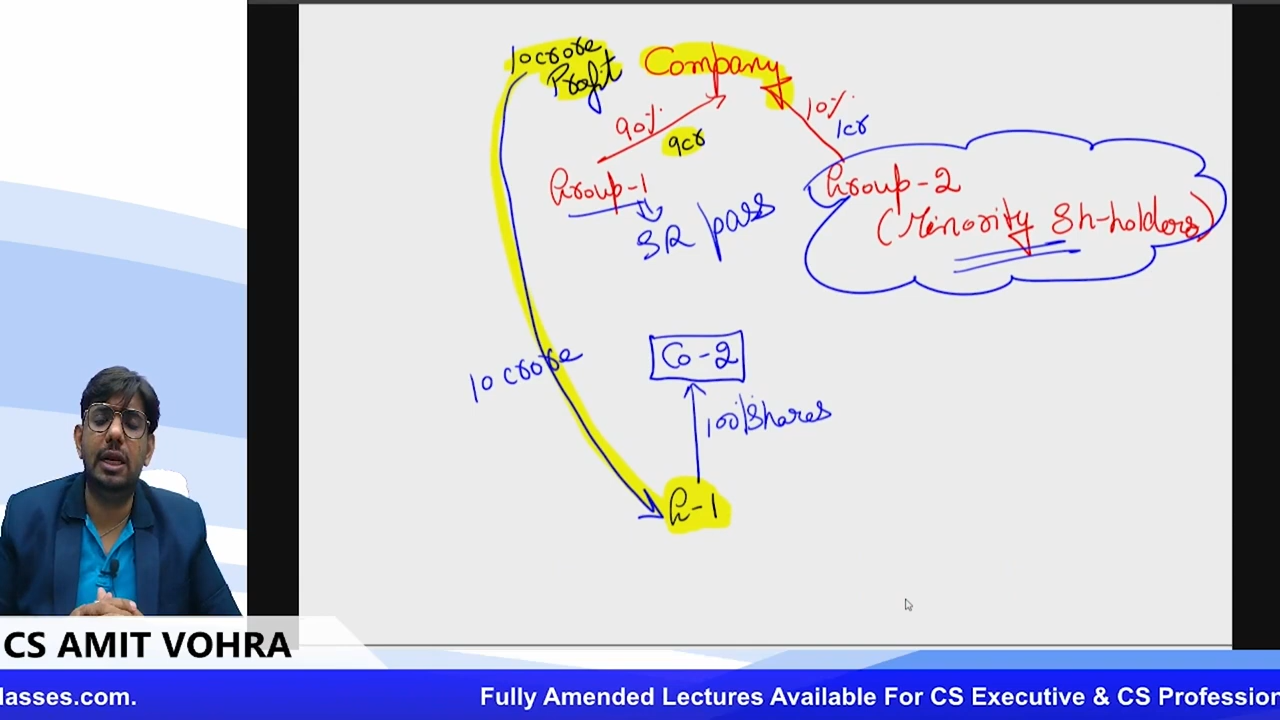 10 crore
Profit
Company
90%
9cr
10%
1cr
Group-1
SR pass
Group-2
(Minority Sh-holders)
Co-2
10 crore
100% Shares
G-1
CS AMIT VOHRA
lasses.com.
Fully Amended Lectures Available For CS Executive & CS Profession